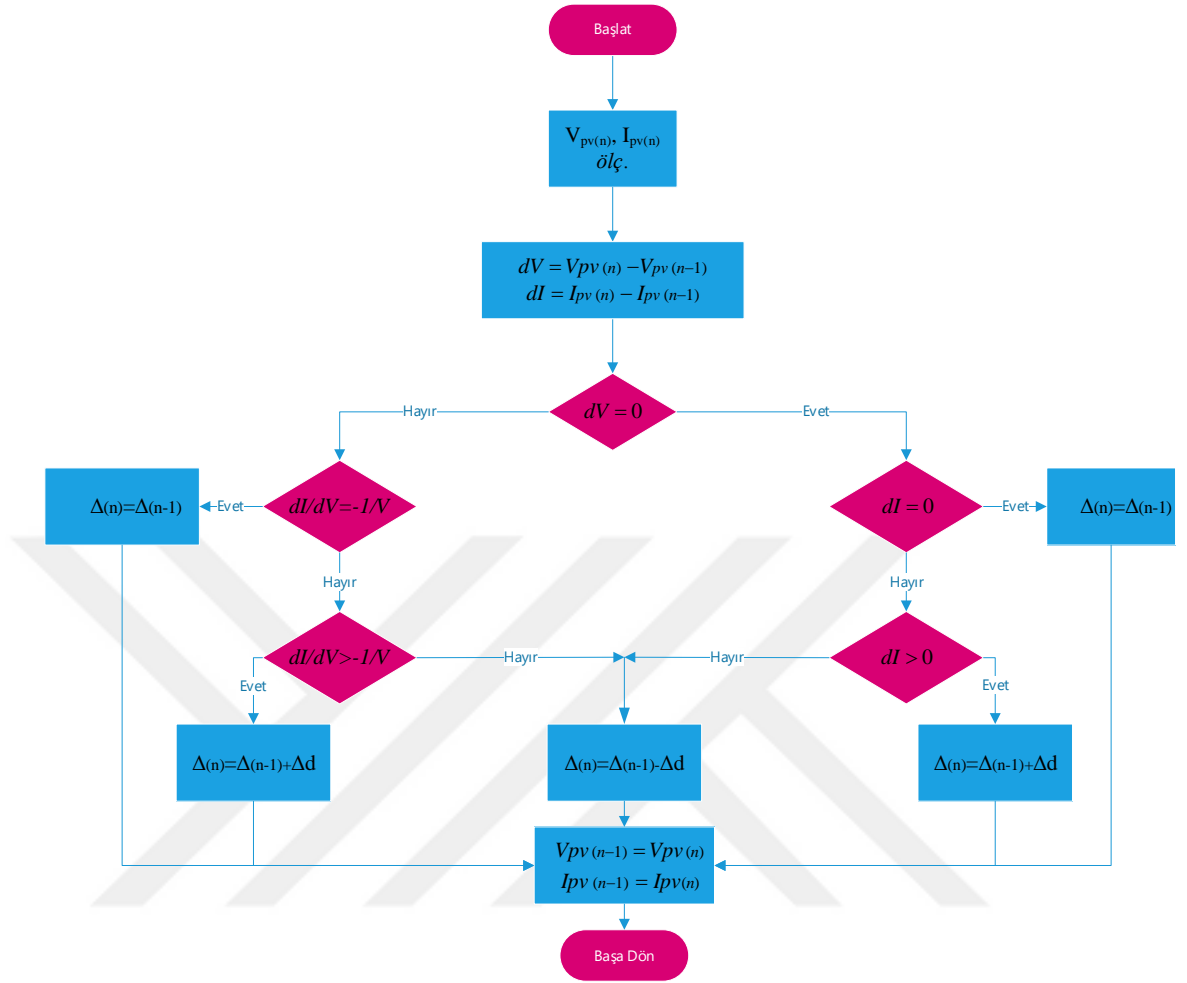 Başlat
Vpv(n), Ipv(n)
ölç.
dV = Vpv (n) – Vpv (n–1)
dI = Ipv (n) – Ipv (n–1)
dV = 0
Hayır
Evet
Δ(n)=Δ(n-1)
Evet
dI/dV=-1/V
dI = 0
Evet
Δ(n)=Δ(n-1)
Hayır
Hayır
dI/dV>-1/V
Hayır
Hayır
dI > 0
Evet
Evet
Δ(n)=Δ(n-1)+Δd
Δ(n)=Δ(n-1)-Δd
Δ(n)=Δ(n-1)+Δd
Vpv (n–1) = Vpv (n)
Ipv (n–1) = Ipv(n)
Başa Dön